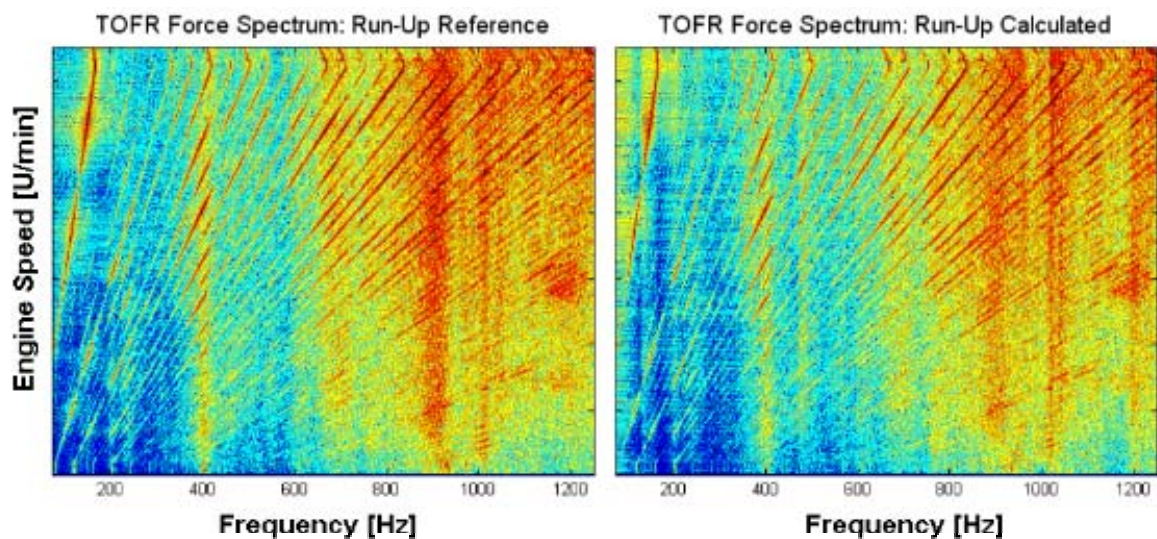 TOFR Force Spectrum: Run-Up Reference
TOFR Force Spectrum: Run-Up Calculated
Engine Speed [U/min]
200 400 600 800 1000 1200
200 400 600 800 1000 1200
Frequency [Hz]
Frequency [Hz]